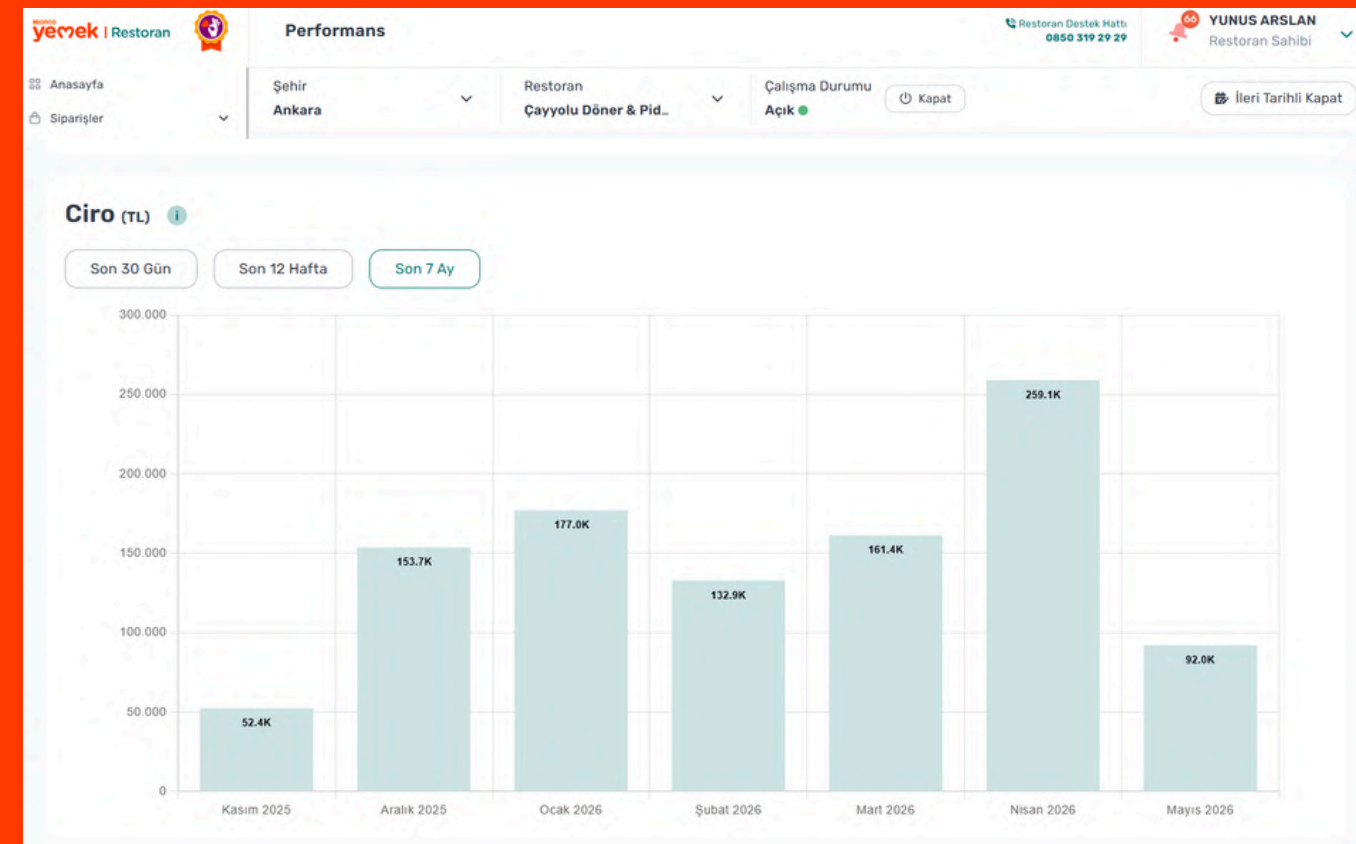 MIGROS
yemek | Restoran
Performans
Restoran Destek Hattı
0850 319 29 29
66
YUNUS ARSLAN
Restoran Sahibi
Anasayfa
Siparişler
Şehir
Ankara
Restoran
Çayyolu Döner & Pid…
Çalışma Durumu
Açık
Kapat
İleri Tarihli Kapat
Ciro (TL) i
Son 30 Gün
Son 12 Hafta
Son 7 Ay
300.000
250.000
200.000
150.000
100.000
50.000
0
52.4K
153.7K
177.0K
132.9K
161.4K
259.1K
92.0K
Kasım 2025
Aralık 2025
Ocak 2026
Şubat 2026
Mart 2026
Nisan 2026
Mayıs 2026